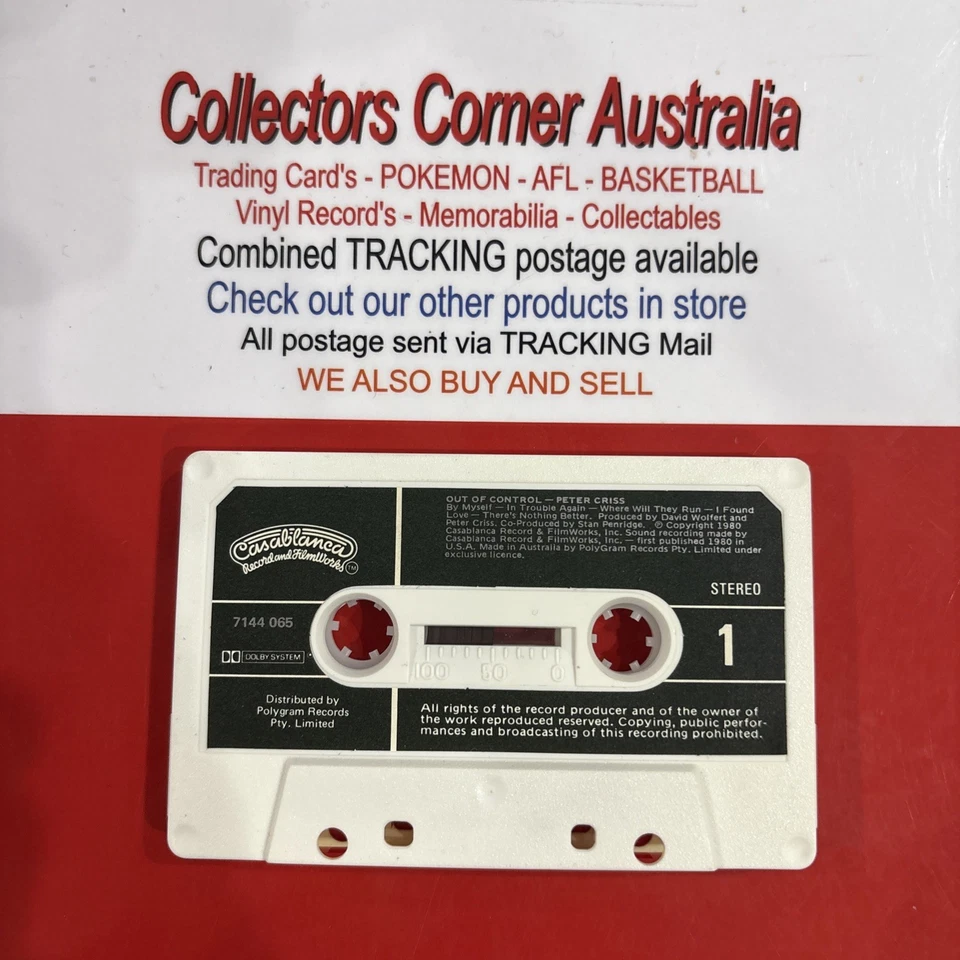 Collectors Corner Australia
Trading Card's - POKEMON - AFL - BASKETBALL
Vinyl Record's - Memorabilia - Collectables
Combined TRACKING postage available
Check out our other products in store
All postage sent via TRACKING Mail
WE ALSO BUY AND SELL
OUT OF CONTROL — PETER CRISS
By Myself — In Trouble Again — Where Will They Run — I Found
Love — There's Nothing Better. Produced by David Wolfert and
Peter Criss. Co-Produced by Stan Penridge. ℗ Copyright 1980
Casablanca Record & FilmWorks, Inc. Sound recording made by
Casablanca Record & FilmWorks, Inc. — first published 1980 in
U.S.A. Made in Australia by PolyGram Records Pty. Limited under
exclusive licence.
Casablanca
Record and FilmWorks TM
STEREO
7144 065
1
DOLBY SYSTEM
100 50 0
Distributed by
Polygram Records
Pty. Limited
All rights of the record producer and of the owner of
the work reproduced reserved. Copying, public perfor-
mances and broadcasting of this recording prohibited.